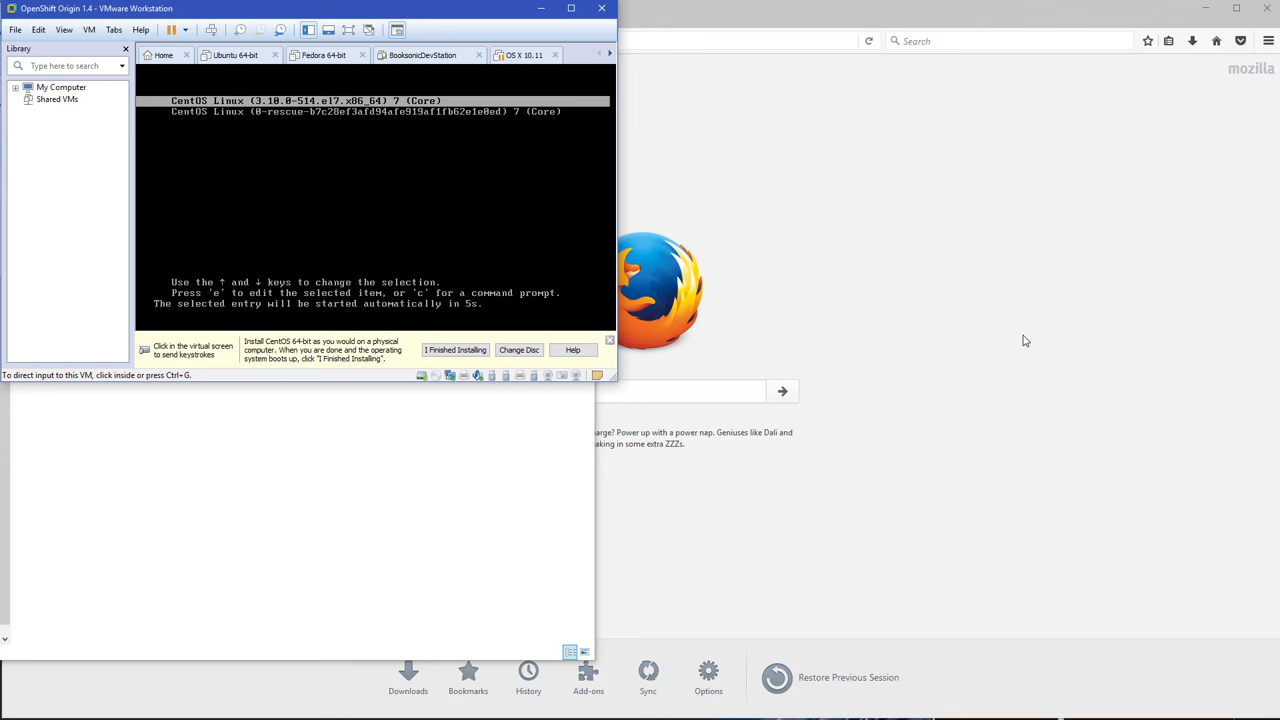 OpenShift Origin 1.4 - VMware Workstation
File Edit View VM Tabs Help
Library
Type here to search
My Computer
Shared VMs
Home Ubuntu 64-bit Fedora 64-bit BooksonicDevStation OS X 10.11
CentOS Linux (3.10.0-514.el7.x86_64) 7 (Core)
CentOS Linux (0-rescue-b7c28ef3afd94afe919af1fb62e1e0ed) 7 (Core)
Use the ↑ and ↓ keys to change the selection.
Press 'e' to edit the selected item, or 'c' for a command prompt.
The selected entry will be started automatically in 5s.
Click in the virtual screen
to send keystrokes
Install CentOS 64-bit as you would on a physical
computer. When you are done and the operating
system boots up, click "I Finished Installing".
I Finished Installing Change Disc Help
To direct input to this VM, click inside or press Ctrl+G.
Search
mozilla
arge? Power up with a power nap. Geniuses like Dali and
aking in some extra ZZZs.
Downloads Bookmarks History Add-ons Sync Options Restore Previous Session